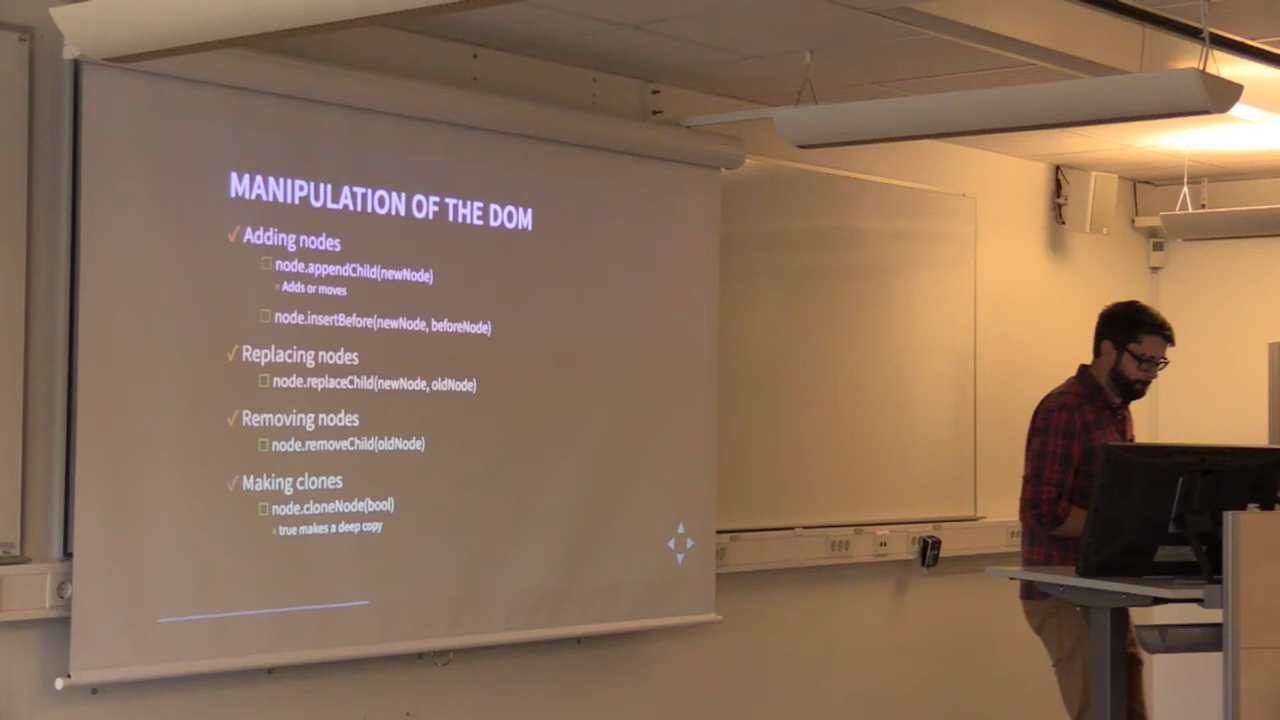 MANIPULATION OF THE DOM
✓ Adding nodes
node.appendChild(newNode)
Adds or moves
node.insertBefore(newNode, beforeNode)
✓ Replacing nodes
node.replaceChild(newNode, oldNode)
✓ Removing nodes
node.removeChild(oldNode)
✓ Making clones
node.cloneNode(bool)
true makes a deep copy